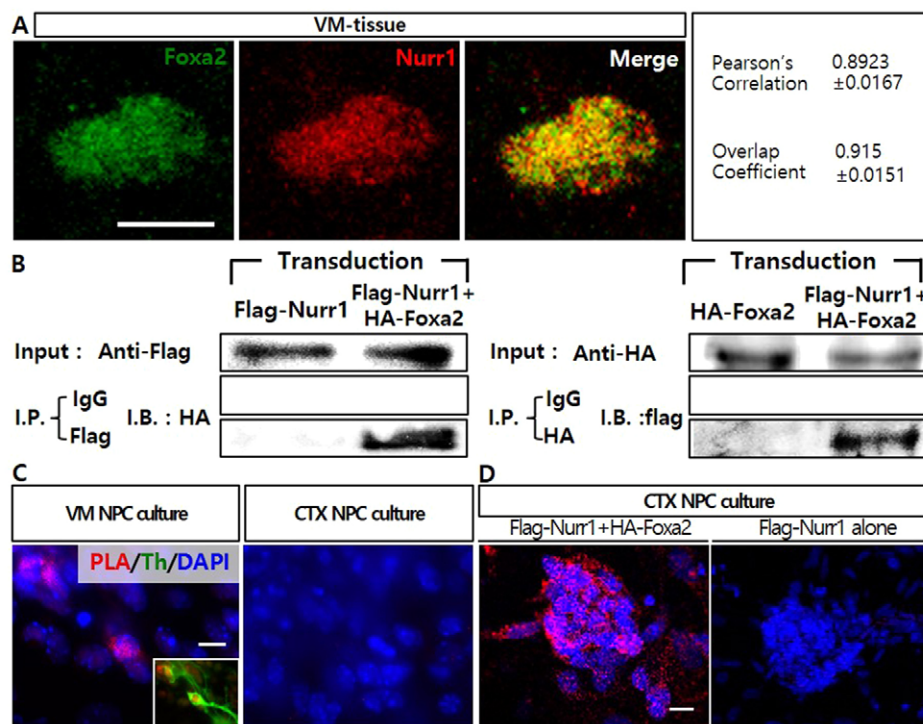 A
VM-tissue
Foxa2
Nurr1
Merge
Pearson's 0.8923
Correlation ±0.0167
Overlap 0.915
Coefficient ±0.0151
B
Transduction
Flag-Nurr1
Flag-Nurr1+
HA-Foxa2
Input : Anti-Flag
I.P.
IgG
Flag
I.B. : HA
Transduction
HA-Foxa2
Flag-Nurr1+
HA-Foxa2
Input : Anti-HA
I.P.
IgG
HA
I.B. :flag
C
VM NPC culture
CTX NPC culture
PLA/Th/DAPI
D
CTX NPC culture
Flag-Nurr1+HA-Foxa2
Flag-Nurr1 alone